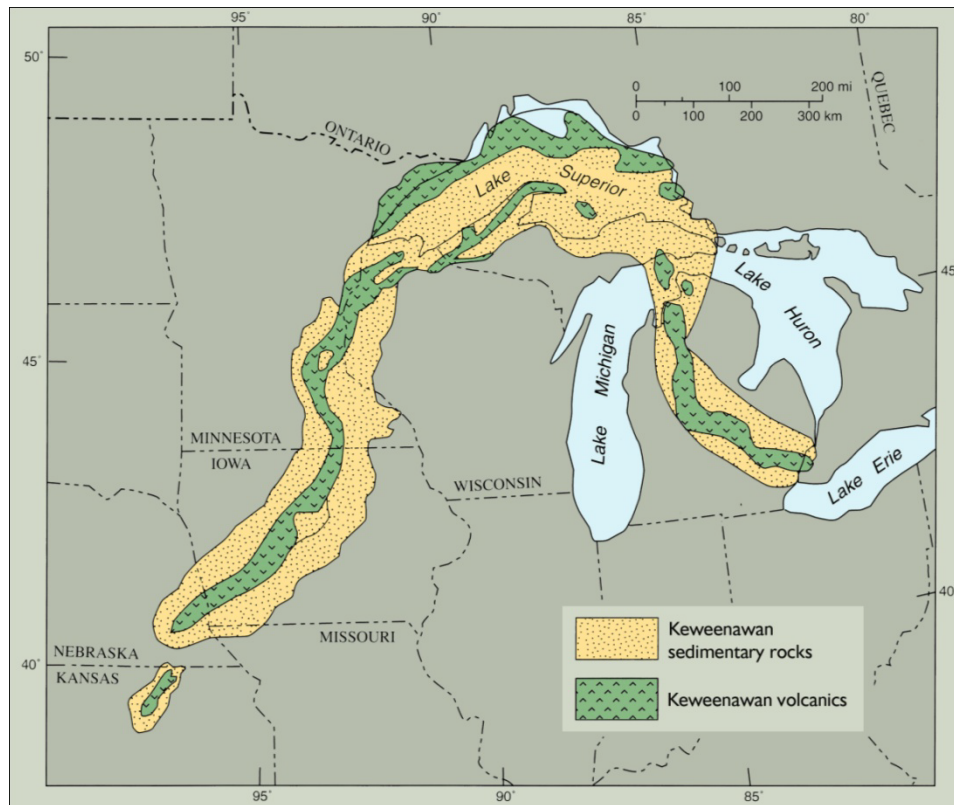 95°
90°
85°
80°
50°
0 100 200 mi
0 100 200 300 km
QUEBEC
ONTARIO
Lake Superior
Lake Huron
45°
45°
Lake Michigan
MINNESOTA
IOWA
WISCONSIN
Lake Erie
40°
MISSOURI
NEBRASKA
KANSAS
40°
Keweenawan
sedimentary rocks
Keweenawan volcanics
95°
90°
85°